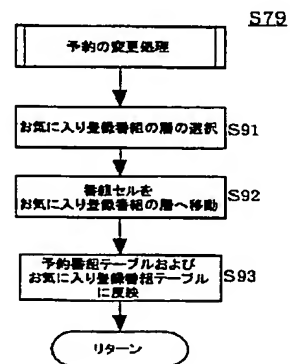 S79
予約の変更処理
お気に入り登録番組の層の選択
S91
番組セルを
お気に入り登録番組の層へ移動
S92
予約番組テーブルおよび
お気に入り登録番組テーブル
に反映
S93
リターン